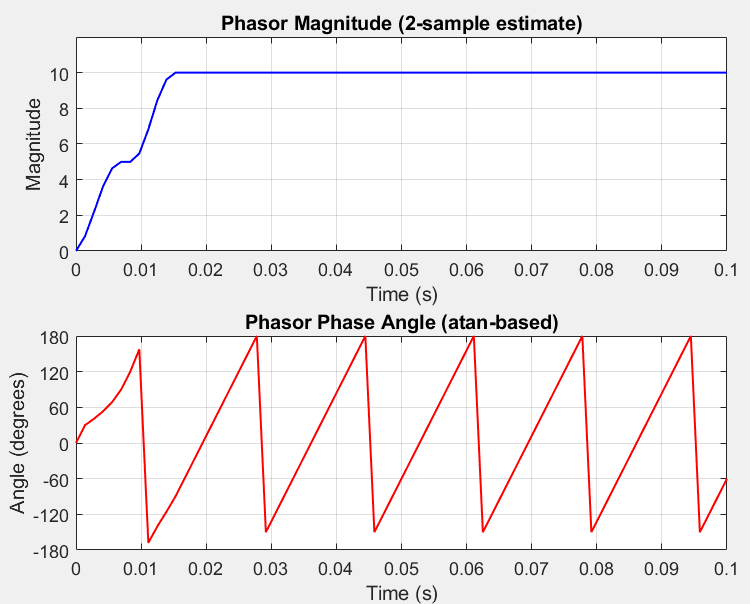 Phasor Magnitude (2-sample estimate)
Magnitude
10
8
6
4
2
0
0 0.01 0.02 0.03 0.04 0.05 0.06 0.07 0.08 0.09 0.1
Time (s)
Phasor Phase Angle (atan-based)
Angle (degrees)
180
120
60
0
-60
-120
-180
0 0.01 0.02 0.03 0.04 0.05 0.06 0.07 0.08 0.09 0.1
Time (s)